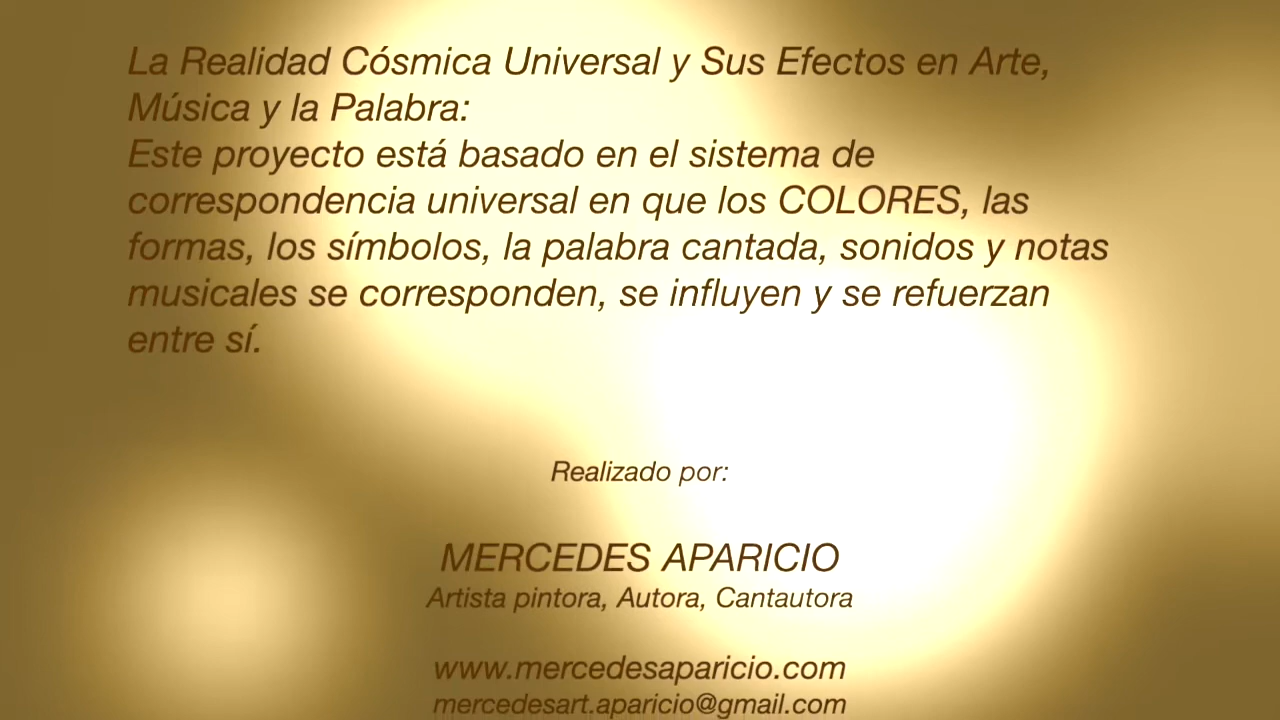 La Realidad Cósmica Universal y Sus Efectos en Arte,
Música y la Palabra:
Este proyecto está basado en el sistema de
correspondencia universal en que los COLORES, las
formas, los símbolos, la palabra cantada, sonidos y notas
musicales se corresponden, se influyen y se refuerzan
entre sí.
Realizado por:
MERCEDES APARICIO
Artista pintora, Autora, Cantautora
www.mercedesaparicio.com
mercedesart.aparicio@gmail.com